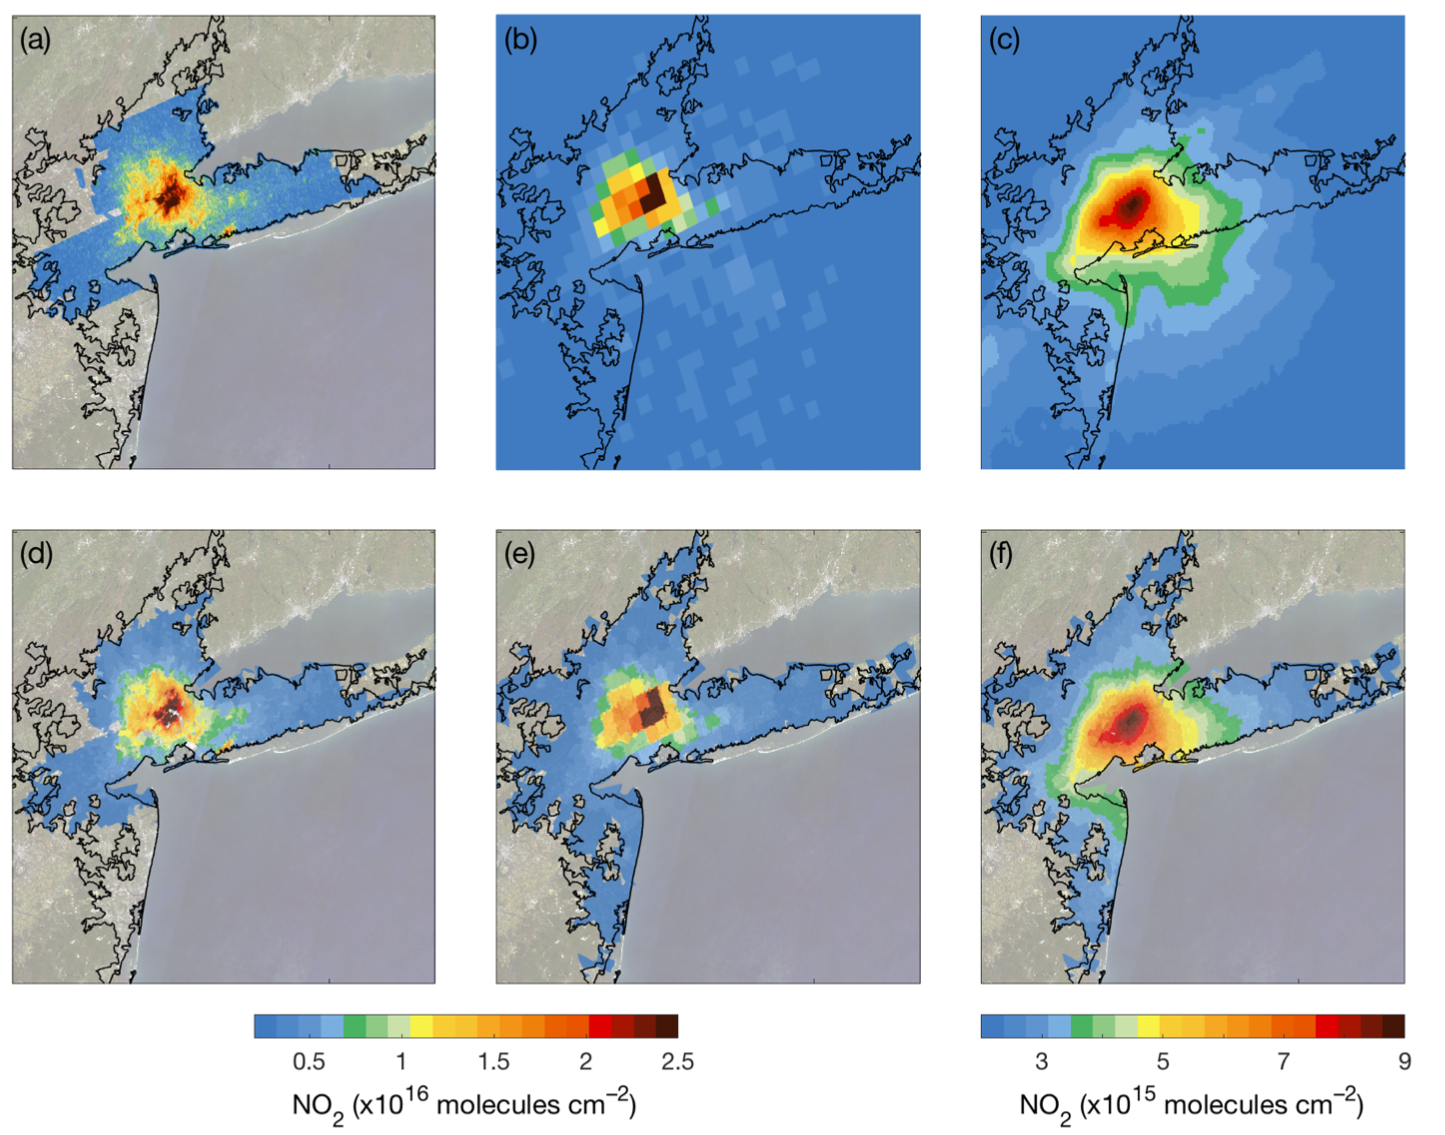 (a) (b) (c)
(d) (e) (f)
0.5 1 1.5 2 2.5 3 5 7 9
NO2 (x10^16 molecules cm^−2) NO2 (x10^15 molecules cm^−2)